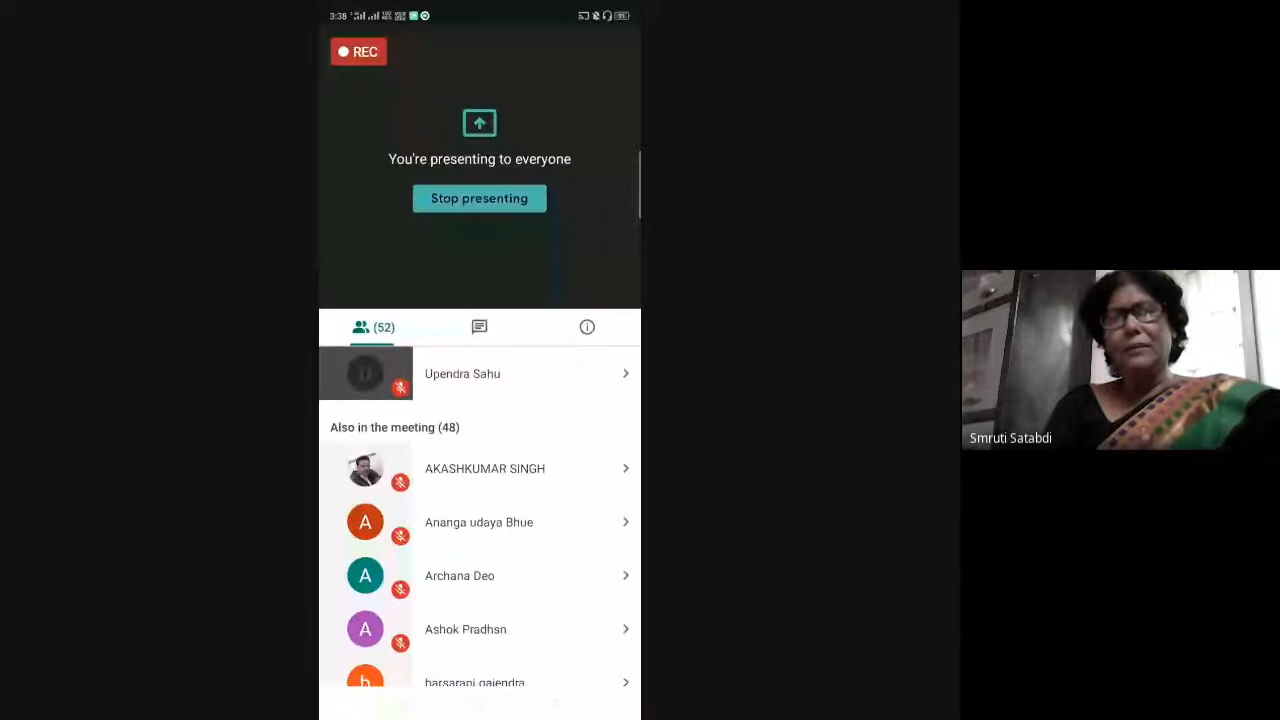 3:38
REC
You're presenting to everyone
Stop presenting
(52)
U
Upendra Sahu
Also in the meeting (48)
AKASHKUMAR SINGH
A
Ananga udaya Bhue
A
Archana Deo
A
Ashok Pradhsn
h
harsarani gajendra
Smruti Satabdi